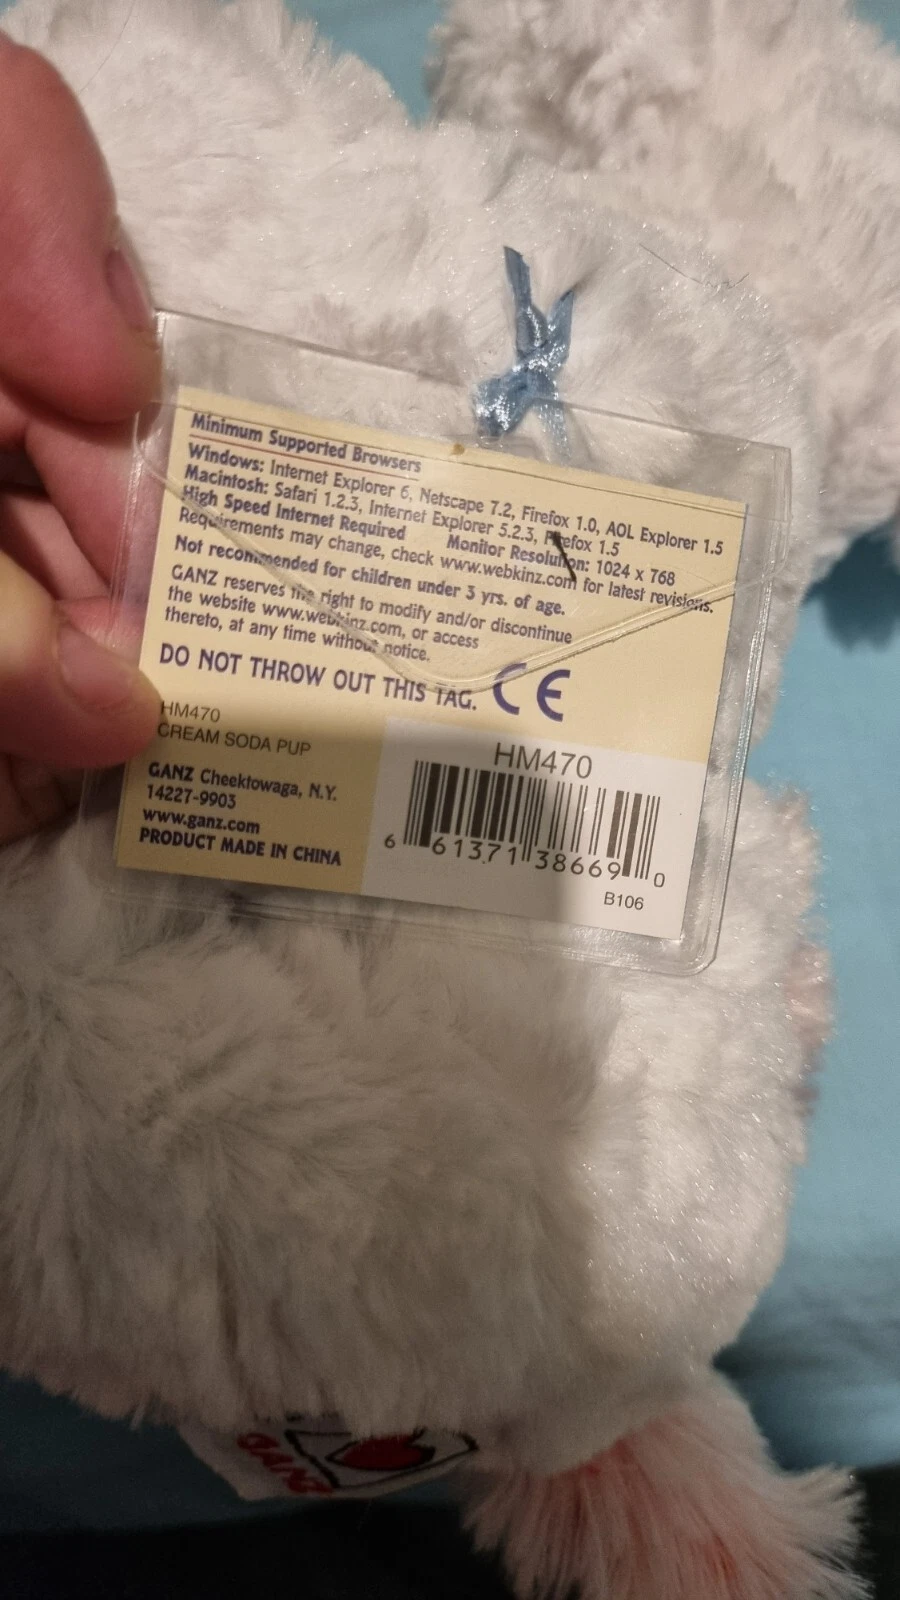 Minimum Supported Browsers
Windows: Internet Explorer 6, Netscape 7.2, Firefox 1.0, AOL Explorer 1.5
Macintosh: Safari 1.2.3, Internet Explorer 5.2.3, Firefox 1.5
High Speed Internet Required Monitor Resolution: 1024 x 768
Requirements may change, check www.webkinz.com for latest revisions.
Not recommended for children under 3 yrs. of age.
GANZ reserves the right to modify and/or discontinue
the website www.webkinz.com, or access
thereto, at any time without notice.
DO NOT THROW OUT THIS TAG. CE
HM470
CREAM SODA PUP
GANZ Cheektowaga, N.Y.
14227-9903
www.ganz.com
PRODUCT MADE IN CHINA
HM470
6 61371 38669 0
B106
GANZ